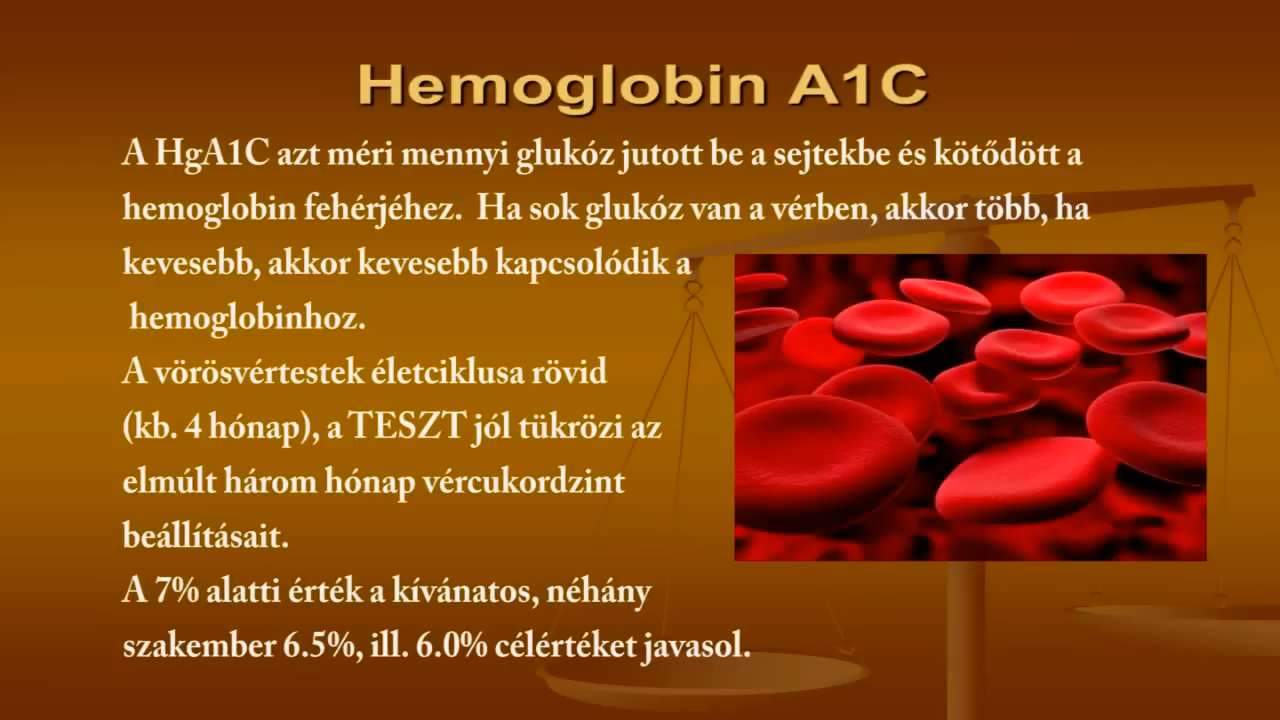 Hemoglobin A1C
A HgA1C azt méri mennyi glukóz jutott be a sejtekbe és kötődött a
hemoglobin fehérjéhez. Ha sok glukóz van a vérben, akkor több, ha
kevesebb, akkor kevesebb kapcsolódik a
hemoglobinhoz.
A vörösvértestek életciklusa rövid
(kb. 4 hónap), a TESZT jól tükrözi az
elmúlt három hónap vércukordzint
beállításait.
A 7% alatti érték a kívánatos, néhány
szakember 6.5%, ill. 6.0% célértéket javasol.